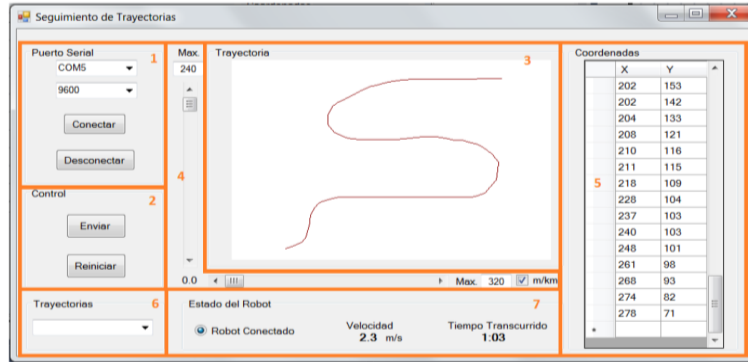 Seguimiento de Trayectorias
Puerto Serial
1
COM5
9600
Conectar
Desconectar
Control
2
Enviar
Reiniciar
Max.
240
4
0.0
Trayectoria
3
Max. 320 m/km
Coordenadas
5
X Y
202 153
202 142
204 133
208 121
210 116
211 115
218 109
228 104
237 103
240 103
248 101
261 98
268 93
274 82
278 71
*
Trayectorias
6
Estado del Robot
7
Robot Conectado
Velocidad
2.3 m/s
Tiempo Transcurrido
1:03